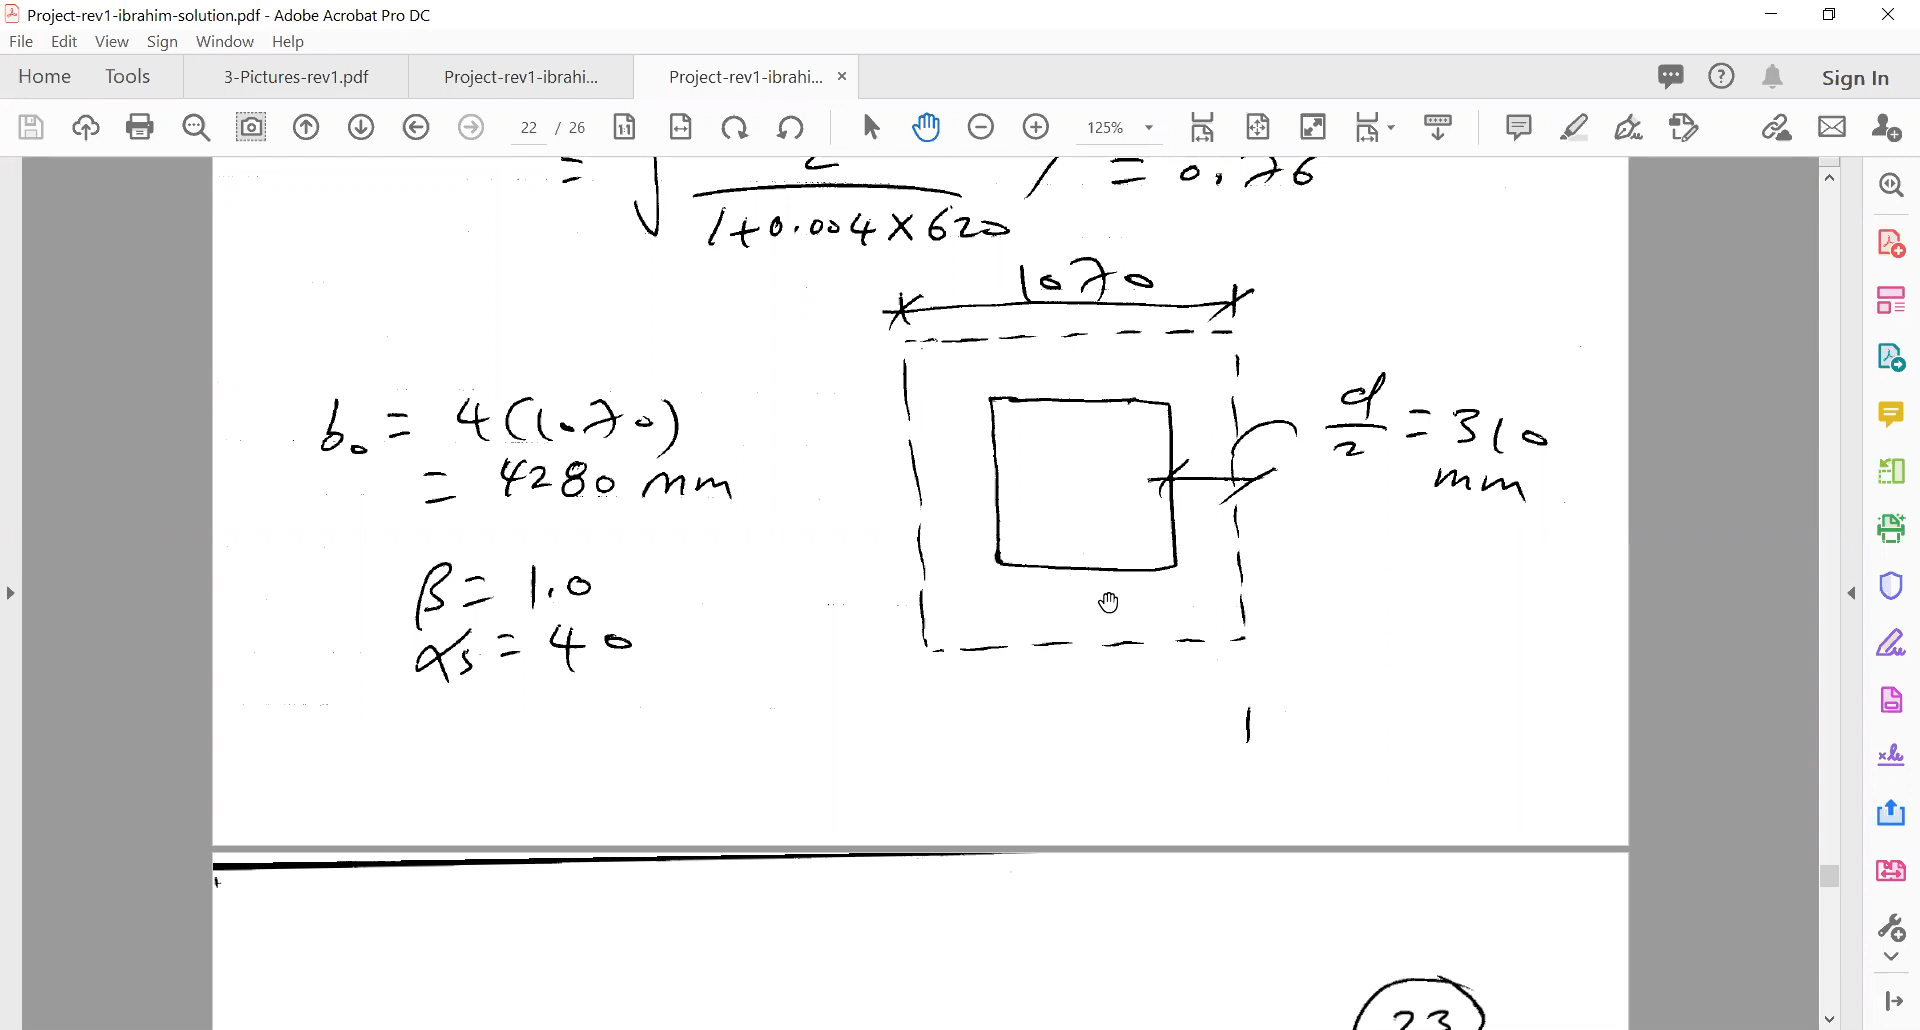 Project-rev1-ibrahim-solution.pdf - Adobe Acrobat Pro DC
File Edit View Sign Window Help
Home Tools 3-Pictures-rev1.pdf Project-rev1-ibrahi... Project-rev1-ibrahi... × Sign In
22 / 26 125%
= √ 2 / = 0.76
1+0.004×620
1070
b₀ = 4(1070)
= 4280 mm
d/2 = 310
mm
β = 1.0
αs = 40
23